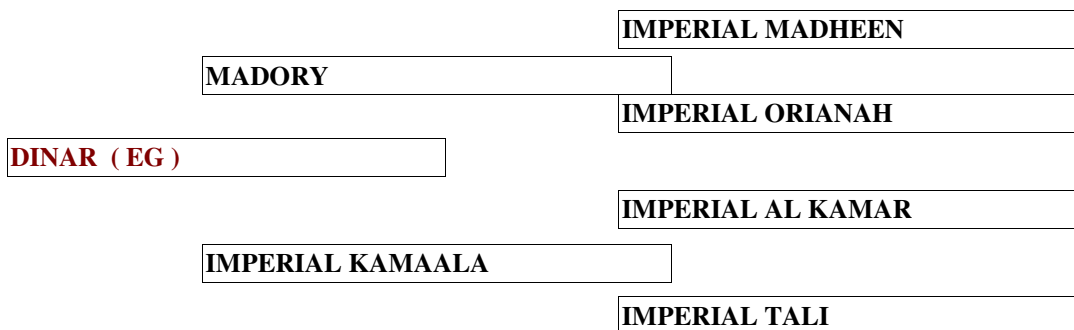 IMPERIAL MADHEEN
MADORY
IMPERIAL ORIANAH
DINAR ( EG )
IMPERIAL AL KAMAR
IMPERIAL KAMAALA
IMPERIAL TALI